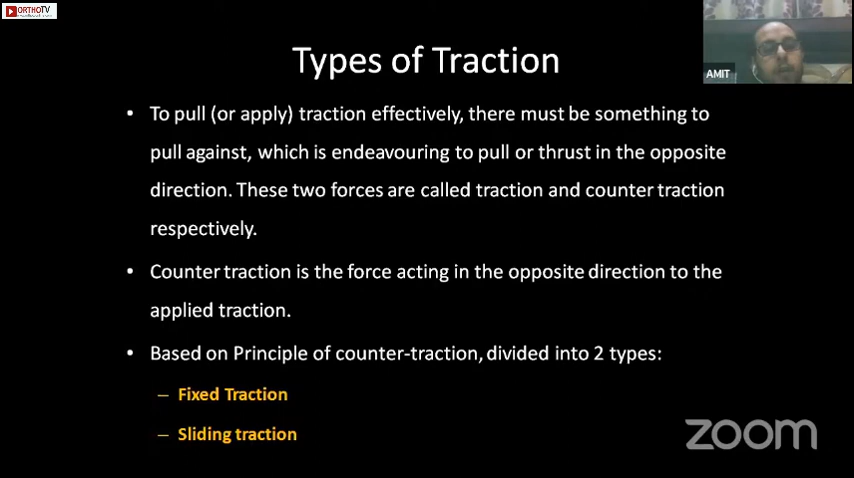 ORTHOTV
Types of Traction
AMIT
• To pull (or apply) traction effectively, there must be something to
pull against, which is endeavouring to pull or thrust in the opposite
direction. These two forces are called traction and counter traction
respectively.
• Counter traction is the force acting in the opposite direction to the
applied traction.
• Based on Principle of counter-traction, divided into 2 types:
– Fixed Traction
– Sliding traction
zoom